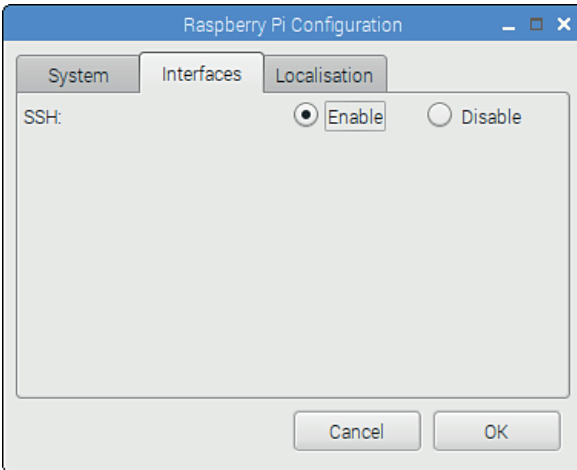 Raspberry Pi Configuration
System Interfaces Localisation
SSH: Enable Disable
Cancel OK